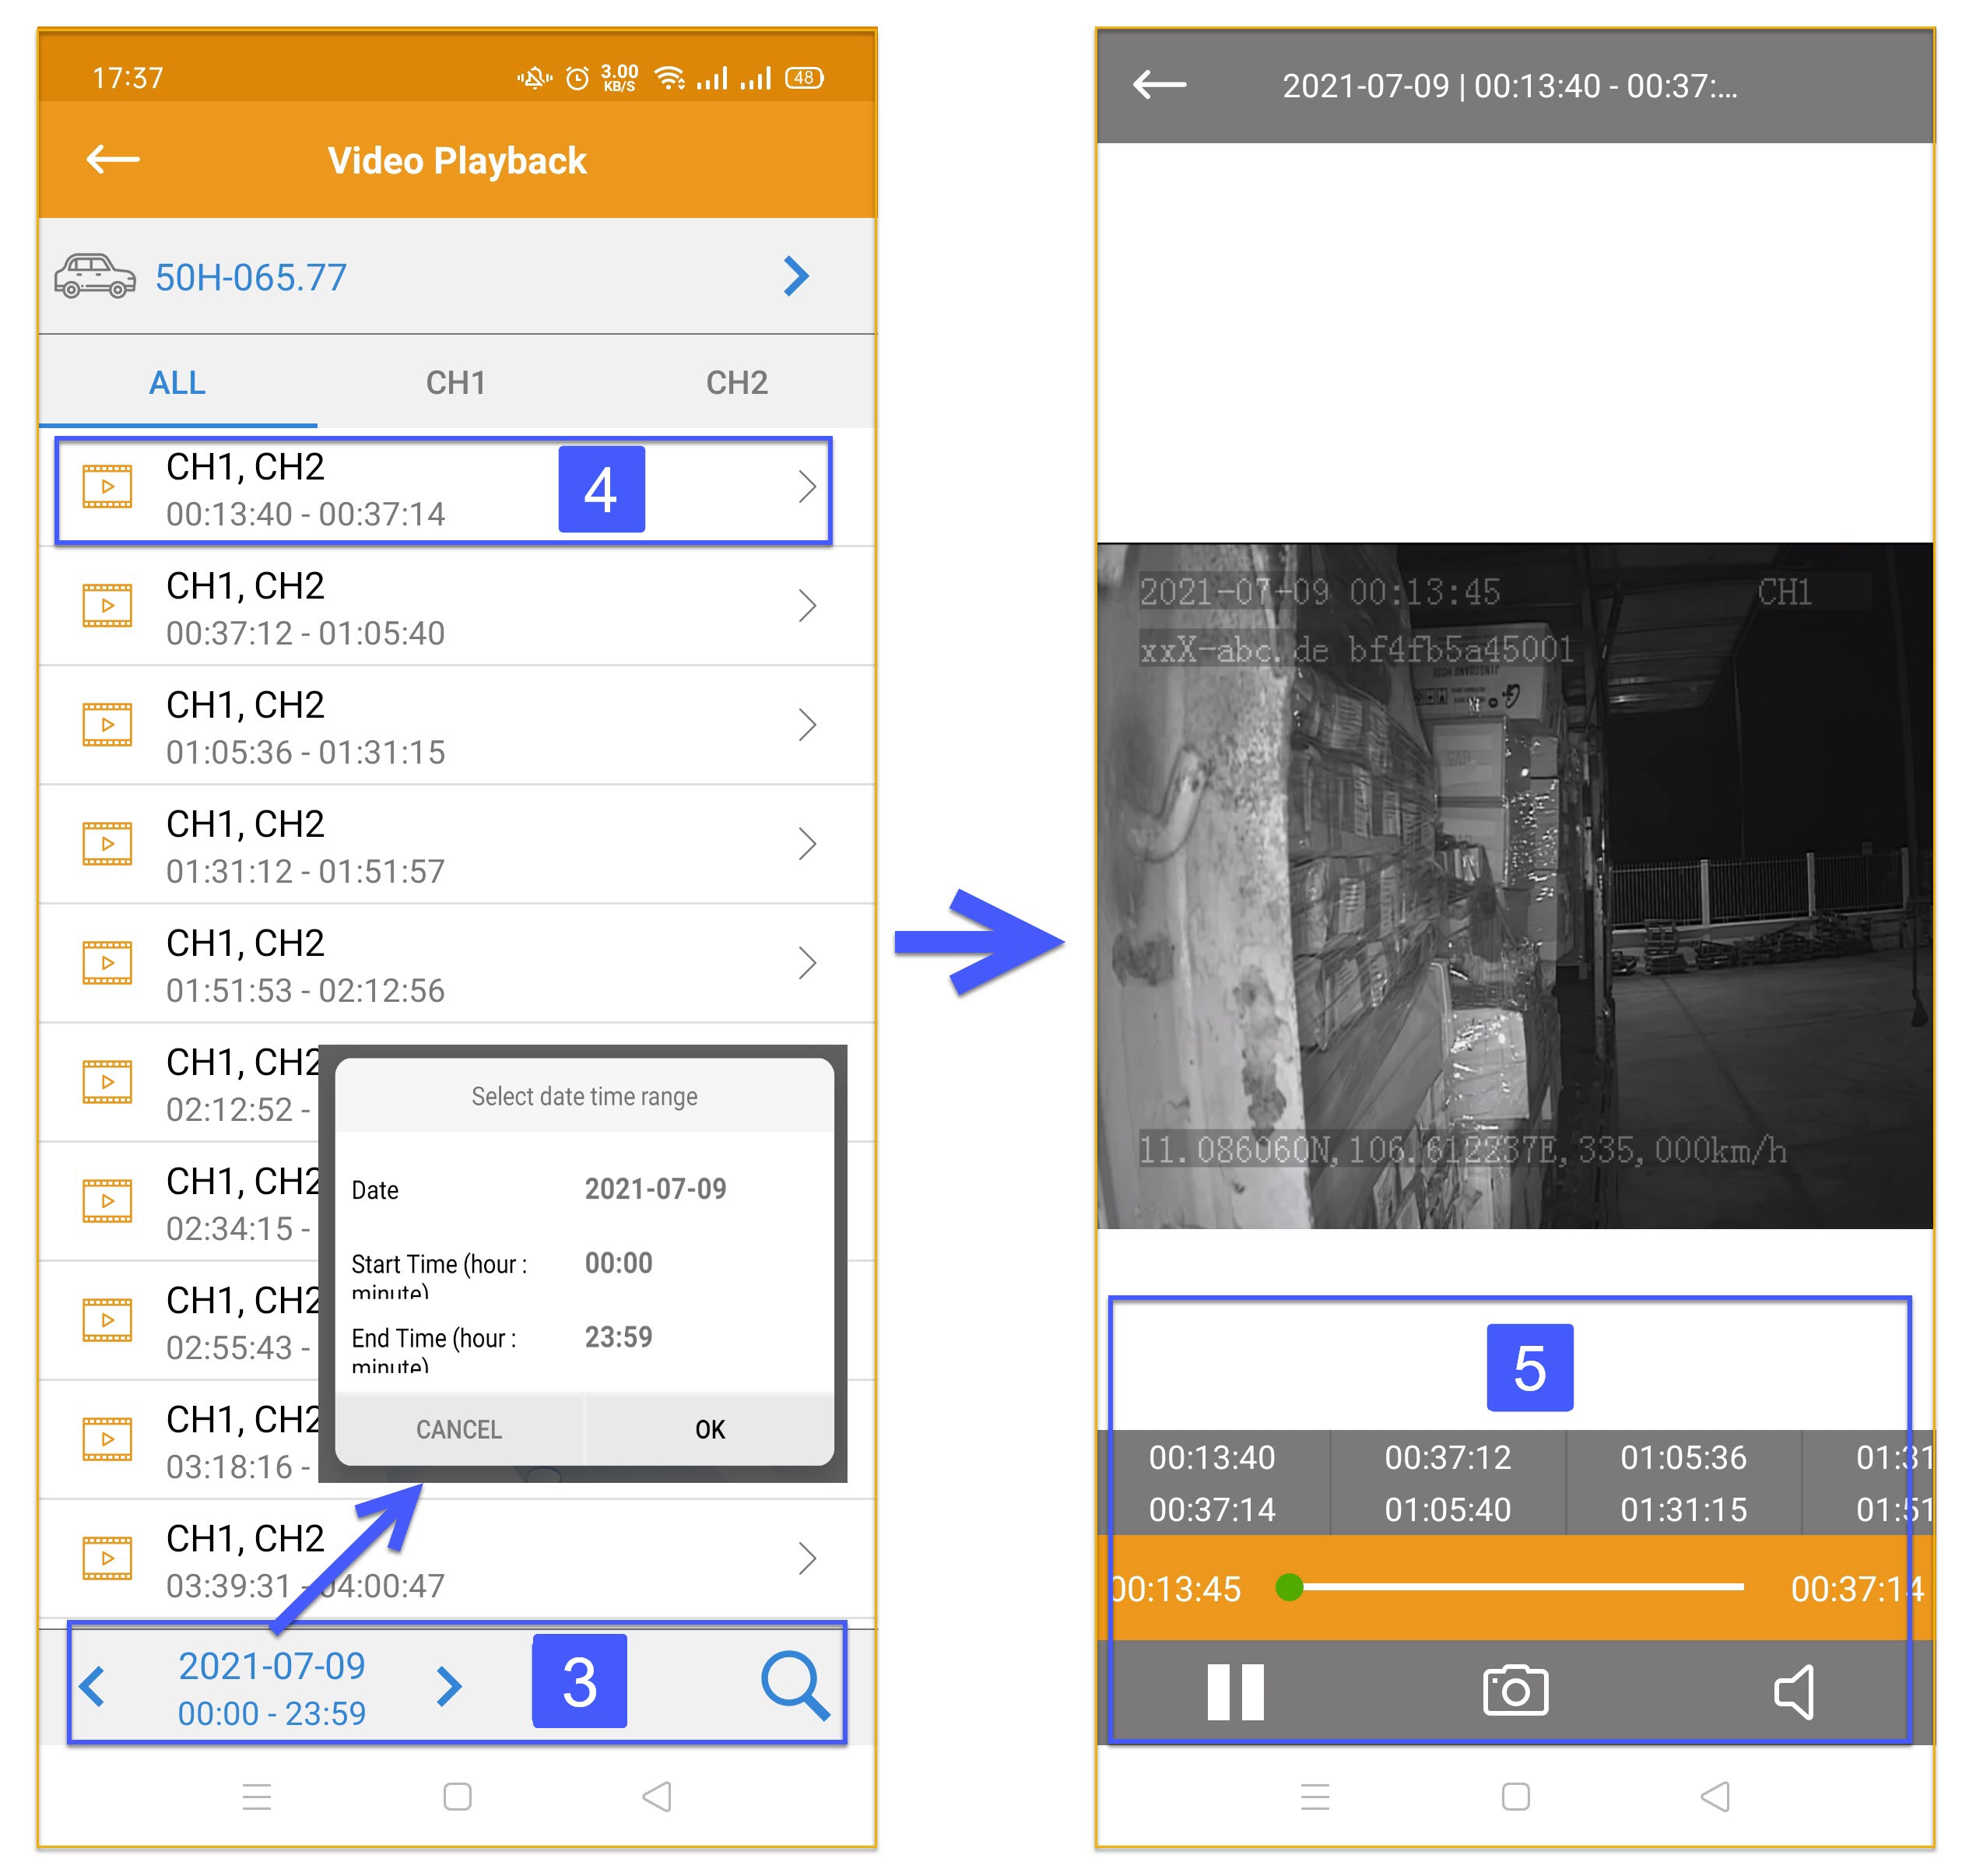 17:37
3.00
KB/S
48
Video Playback
50H-065.77
ALL CH1 CH2
CH1, CH2
00:13:40 - 00:37:14
4
CH1, CH2
00:37:12 - 01:05:40
CH1, CH2
01:05:36 - 01:31:15
CH1, CH2
01:31:12 - 01:51:57
CH1, CH2
01:51:53 - 02:12:56
CH1, CH2
02:12:52 -
CH1, CH2
02:34:15 -
CH1, CH2
02:55:43 -
CH1, CH2
03:18:16 -
CH1, CH2
03:39:31 - 04:00:47
Select date time range
Date 2021-07-09
Start Time (hour : 00:00
minute)
End Time (hour : 23:59
minute)
CANCEL OK
2021-07-09
00:00 - 23:59
3
2021-07-09 | 00:13:40 - 00:37:...
2021-07-09 00:13:45 CH1
xxX-abc.de bf4fb5a45001
11.086060N,106.612237E,335,000km/h
5
00:13:40 00:37:12 01:05:36 01:31
00:37:14 01:05:40 01:31:15 01:51
00:13:45 00:37:14